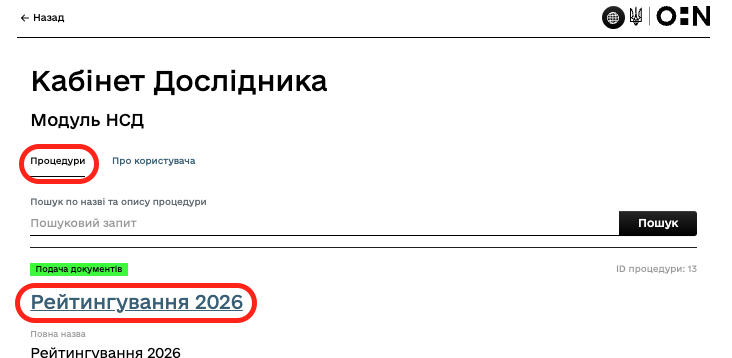 ← Назад
О:Н
Кабінет Дослідника
Модуль НСД
Процедури
Про користувача
Пошук по назві та опису процедури
Пошуковий запит
Пошук
Подача документів
ID процедури: 13
Рейтингування 2026
Повна назва
Рейтингування 2026